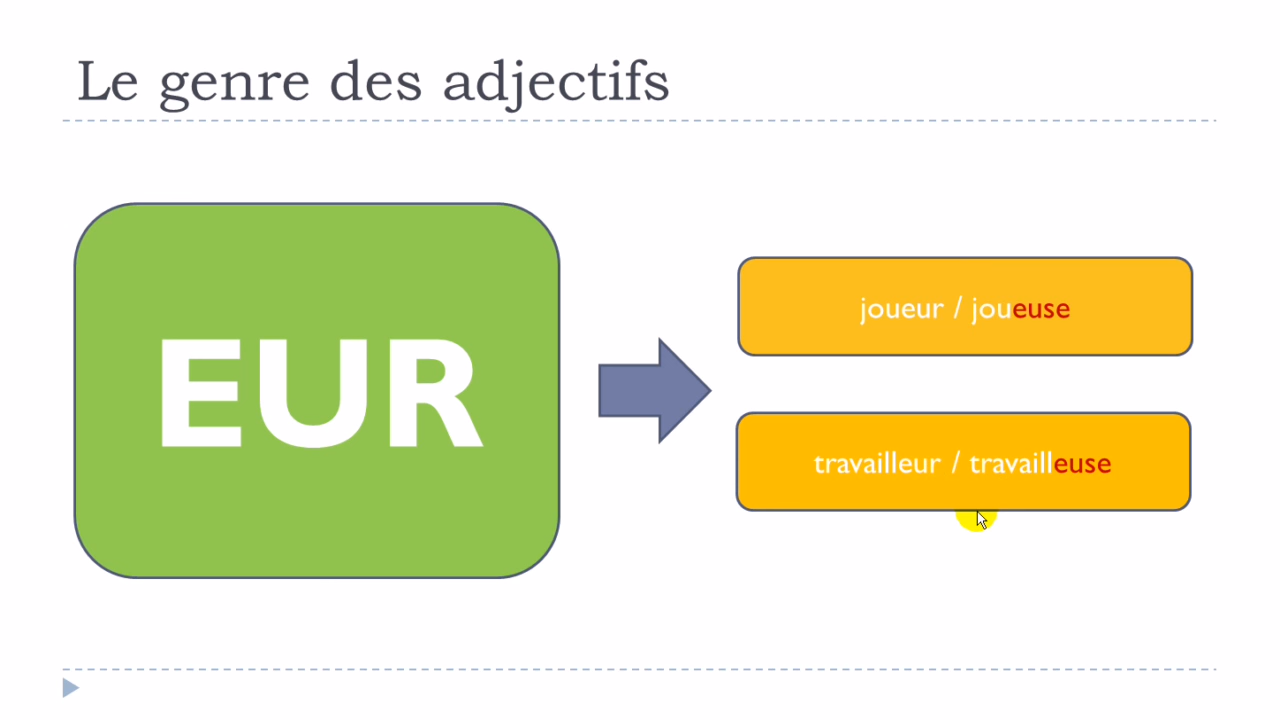 Le genre des adjectifs
EUR
joueur / joueuse
travailleur / travailleuse